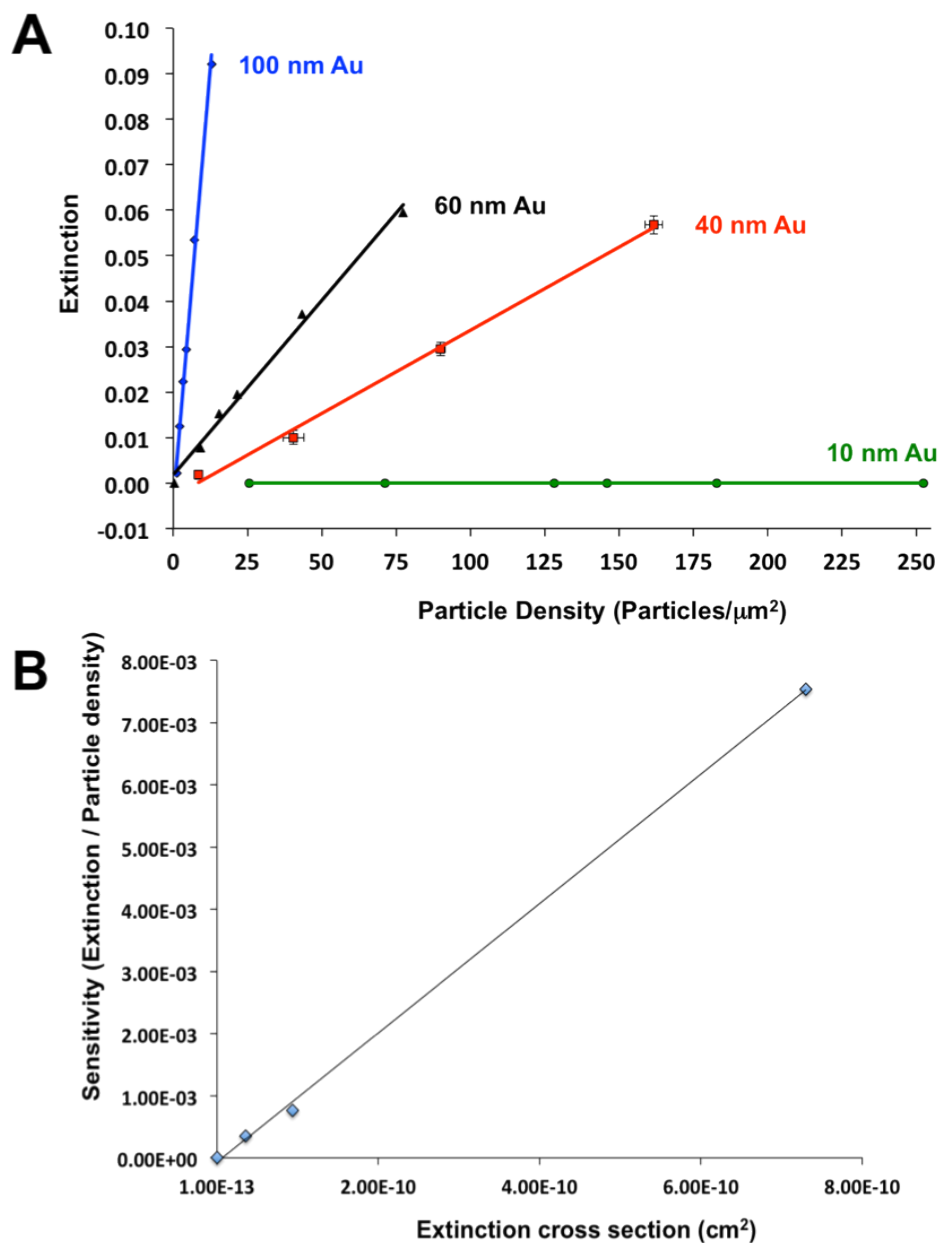 A
0.10
0.09
0.08
0.07
0.06
0.05
0.04
0.03
0.02
0.01
0.00
-0.01
Extinction
100 nm Au
60 nm Au
40 nm Au
10 nm Au
0 25 50 75 100 125 150 175 200 225 250
Particle Density (Particles/μm²)
B
8.00E-03
7.00E-03
6.00E-03
5.00E-03
4.00E-03
3.00E-03
2.00E-03
1.00E-03
0.00E+00
Sensitivity (Extinction / Particle density)
1.00E-13 2.00E-10 4.00E-10 6.00E-10 8.00E-10
Extinction cross section (cm²)